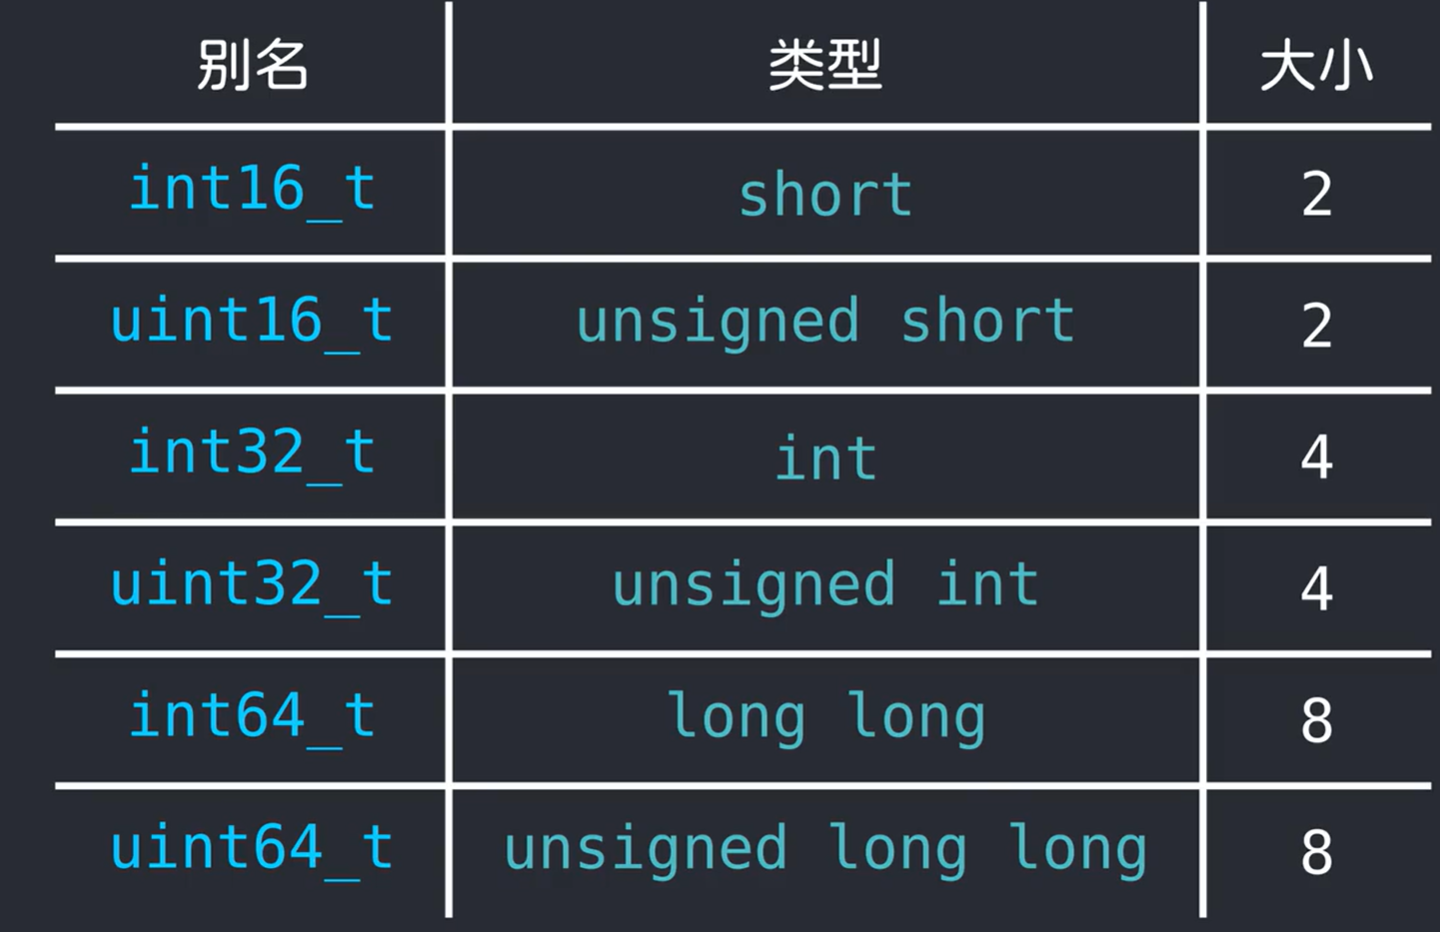 别名 类型 大小
int16_t short 2
uint16_t unsigned short 2
int32_t int 4
uint32_t unsigned int 4
int64_t long long 8
uint64_t unsigned long long 8